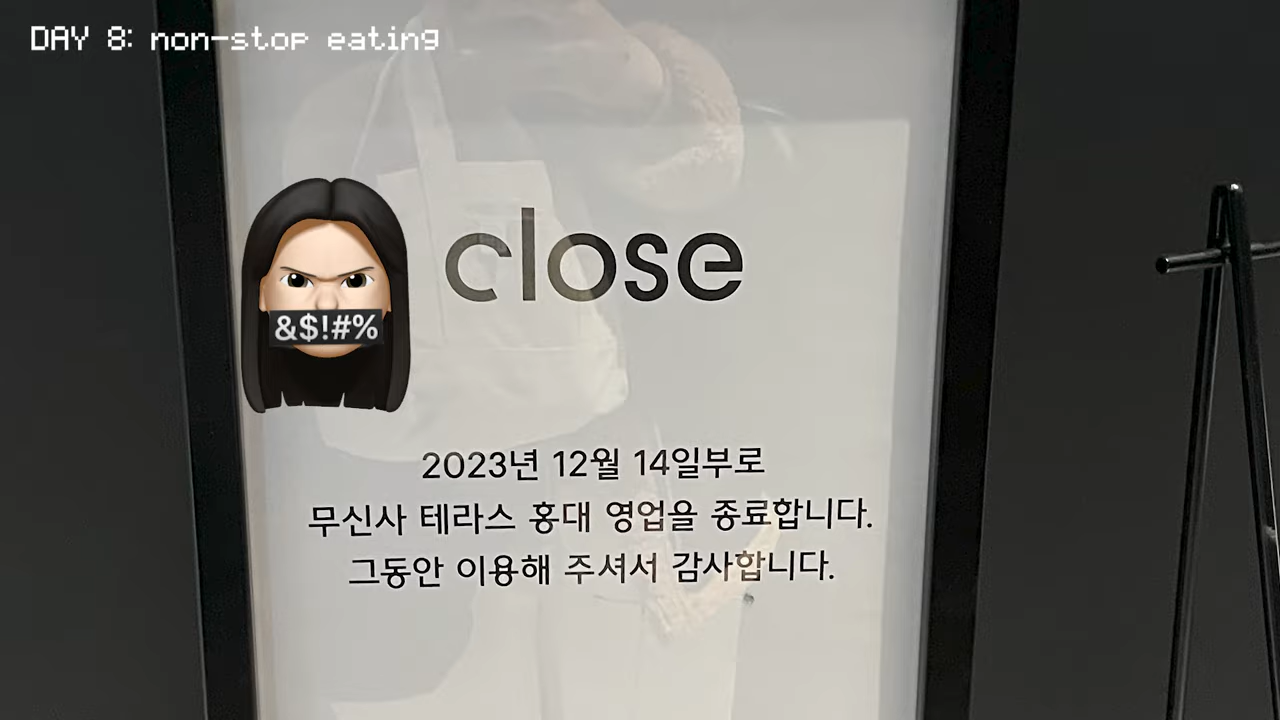 DAY 8: non-stop eating
close
&$!#%
2023년 12월 14일부로
무신사 테라스 홍대 영업을 종료합니다.
그동안 이용해 주셔서 감사합니다.